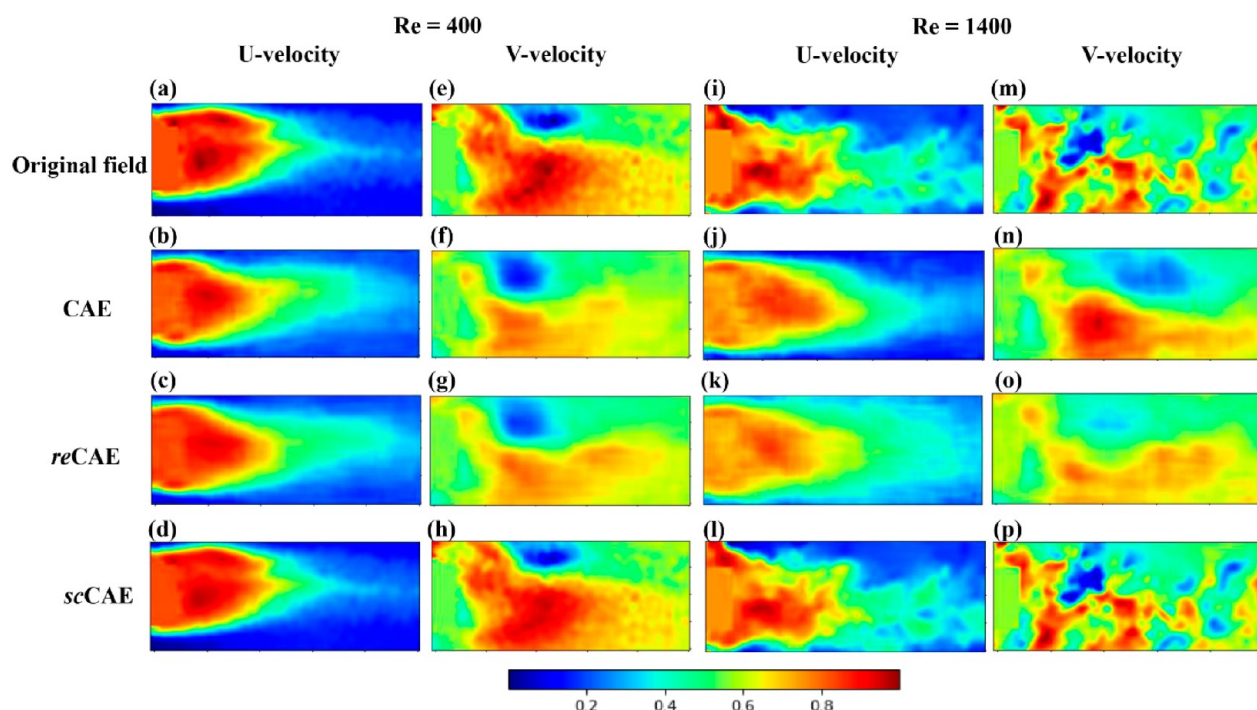 Re = 400 Re = 1400
U-velocity V-velocity U-velocity V-velocity
(a) (e) (i) (m)
Original field
(b) (f) (j) (n)
CAE
(c) (g) (k) (o)
reCAE
(d) (h) (l) (p)
scCAE
0.2 0.4 0.6 0.8